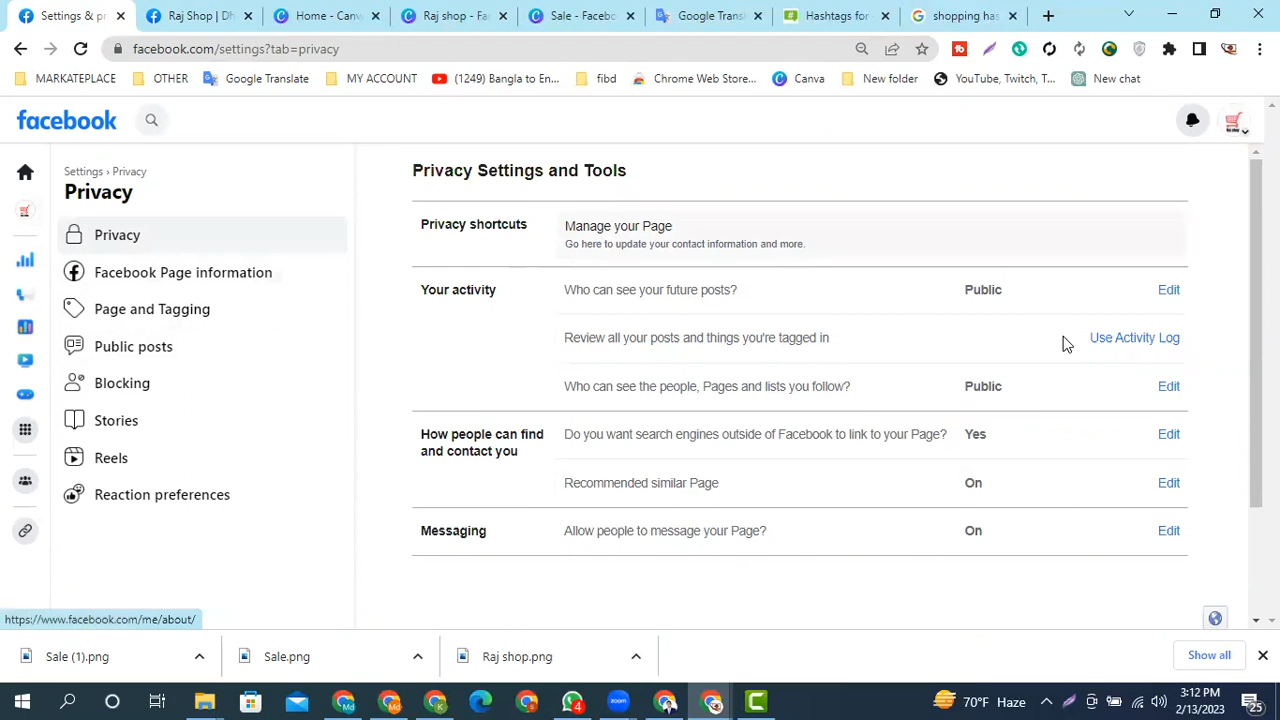 Settings & pr
Raj Shop | Dh
Home - Canv
Raj shop - Fa
Sale - Facebo
Google Trans
Hashtags for
shopping has
facebook.com/settings?tab=privacy
MARKATEPLACE
OTHER
Google Translate
MY ACCOUNT
(1249) Bangla to En...
fibd
Chrome Web Store...
Canva
New folder
YouTube, Twitch, T...
New chat
facebook
Settings › Privacy
Privacy
Privacy
Facebook Page information
Page and Tagging
Public posts
Blocking
Stories
Reels
Reaction preferences
Privacy Settings and Tools
Privacy shortcuts
Manage your Page
Go here to update your contact information and more.
Your activity
Who can see your future posts?
Public
Edit
Review all your posts and things you're tagged in
Use Activity Log
Who can see the people, Pages and lists you follow?
Public
Edit
How people can find
and contact you
Do you want search engines outside of Facebook to link to your Page?
Yes
Edit
Recommended similar Page
On
Edit
Messaging
Allow people to message your Page?
On
Edit
https://www.facebook.com/me/about/
Sale (1).png
Sale.png
Raj shop.png
Show all
70°F Haze
3:12 PM
2/13/2023
25